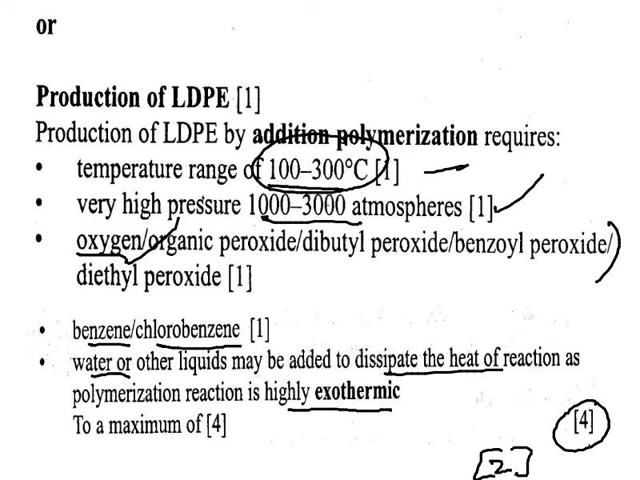 or
Production of LDPE [1]
Production of LDPE by addition polymerization requires:
• temperature range of 100–300°C [1]
• very high pressure 1000–3000 atmospheres [1]
• oxygen/organic peroxide/dibutyl peroxide/benzoyl peroxide/
diethyl peroxide [1]
• benzene/chlorobenzene [1]
• water or other liquids may be added to dissipate the heat of reaction as
polymerization reaction is highly exothermic
To a maximum of [4]
[4]
[2]